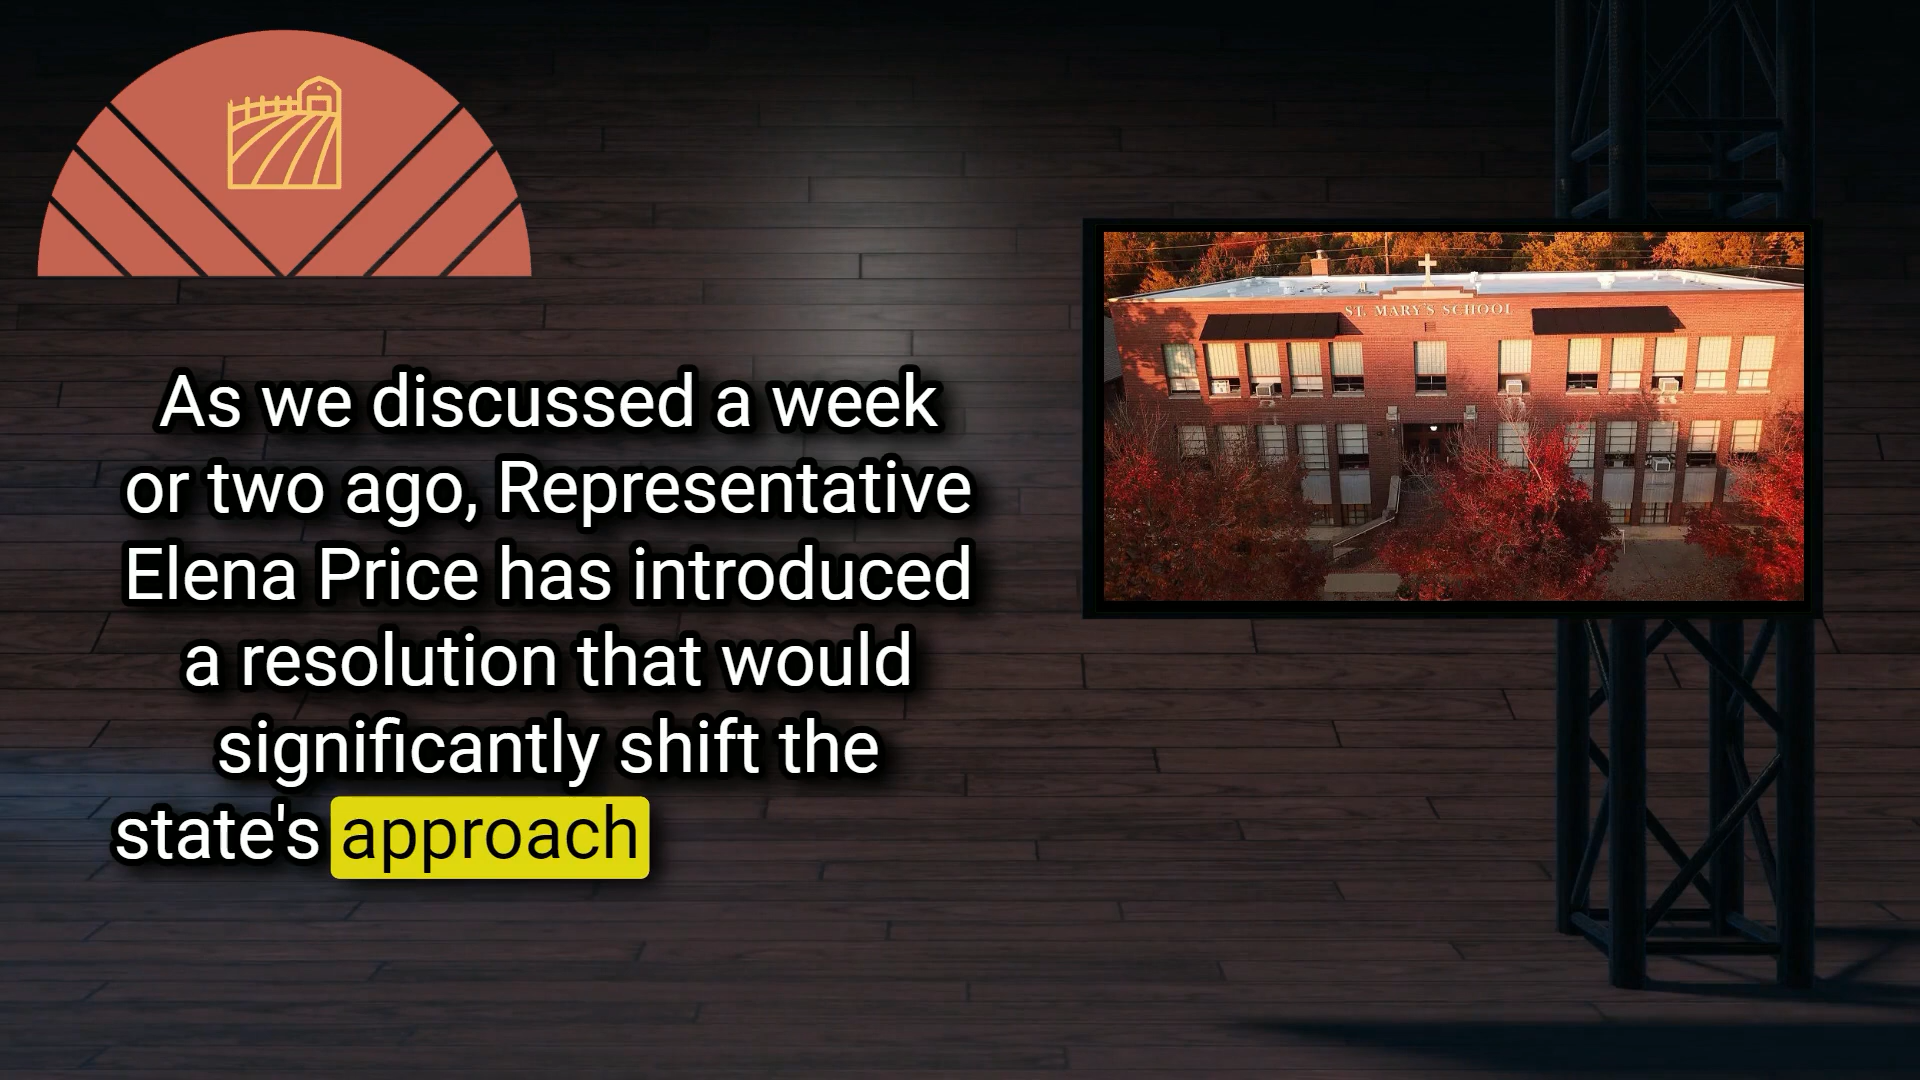 ST. MARY'S SCHOOL
As we discussed a week
or two ago, Representative
Elena Price has introduced
a resolution that would
significantly shift the
state's approach